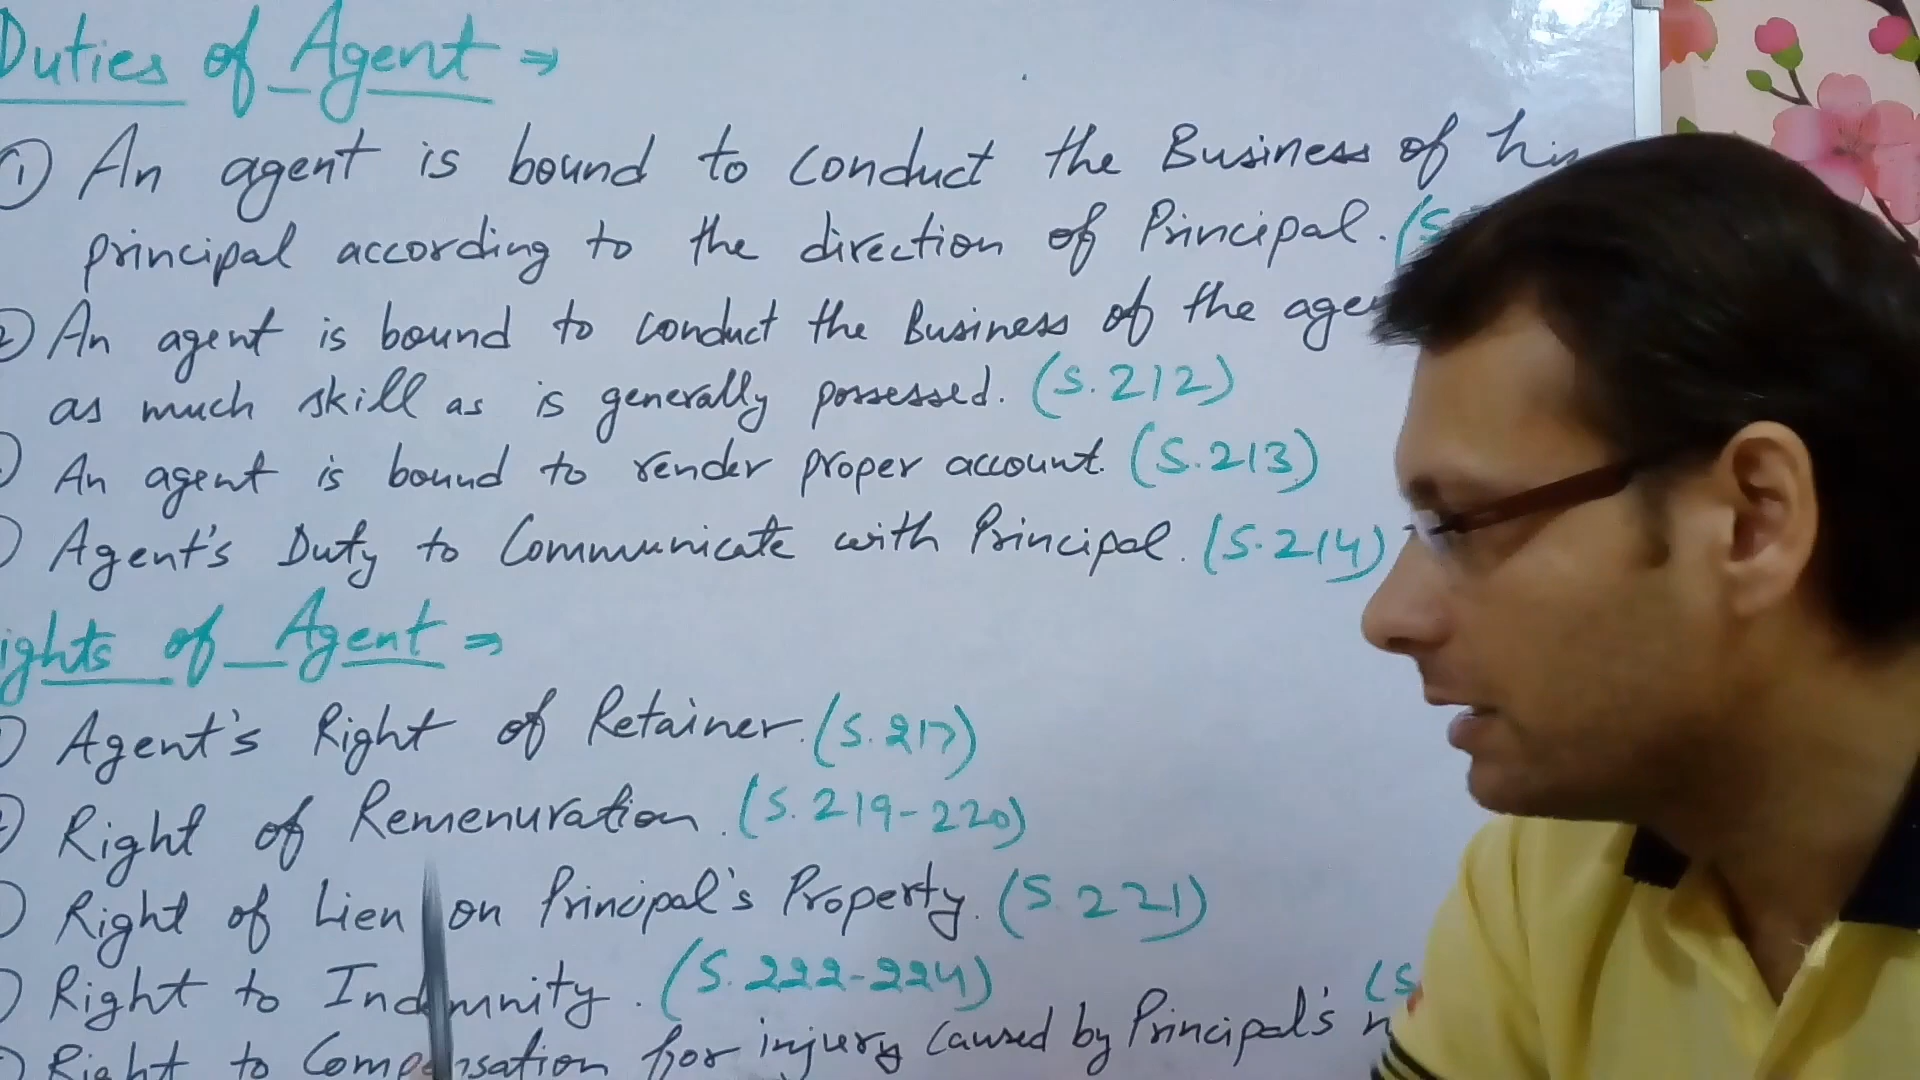 Duties of Agent ⇒
① An agent is bound to conduct the Business of his
principal according to the direction of Principal. (S
② An agent is bound to conduct the Business of the age
as much skill as is generally possessed. (S.212)
An agent is bound to render proper account. (S.213)
Agent's Duty to Communicate with Principal. (S.214)
ights of Agent ⇒
Agent's Right of Retainer. (S.217)
Right of Remenuration. (S.219-220)
Right of Lien on Principal's Property. (S.221)
Right to Indemnity. (S.222-224)
Right to Compensation for injury caused by Principal's n (S